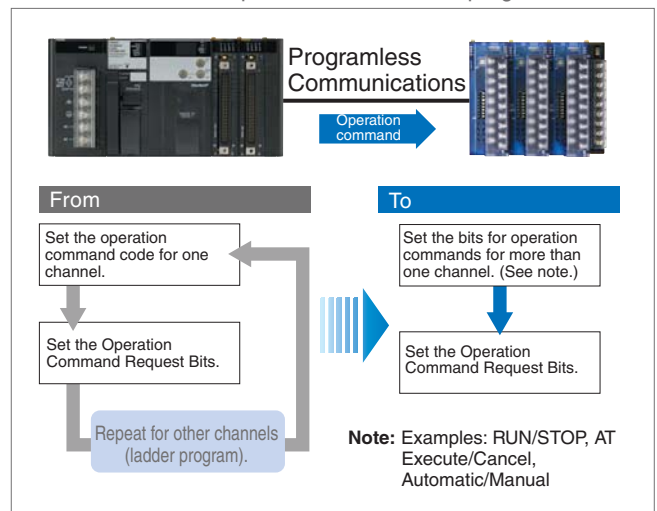 Programless
Communications
Operation
command
From
To
Set the operation
command code for one
channel.
Set the Operation
Command Request Bits.
Repeat for other channels
(ladder program).
Set the bits for operation
commands for more than
one channel. (See note.)
Set the Operation
Command Request Bits.
Note: Examples: RUN/STOP, AT
Execute/Cancel,
Automatic/Manual